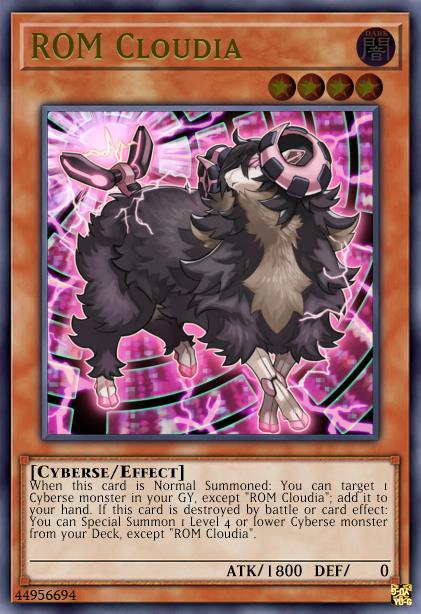 ROM Cloudia
DARK
闇
[Cyberse/Effect]
When this card is Normal Summoned: You can target 1
Cyberse monster in your GY, except "ROM Cloudia"; add it to
your hand. If this card is destroyed by battle or card effect:
You can Special Summon 1 Level 4 or lower Cyberse monster
from your Deck, except "ROM Cloudia".
ATK/1800 DEF/ 0
44956694